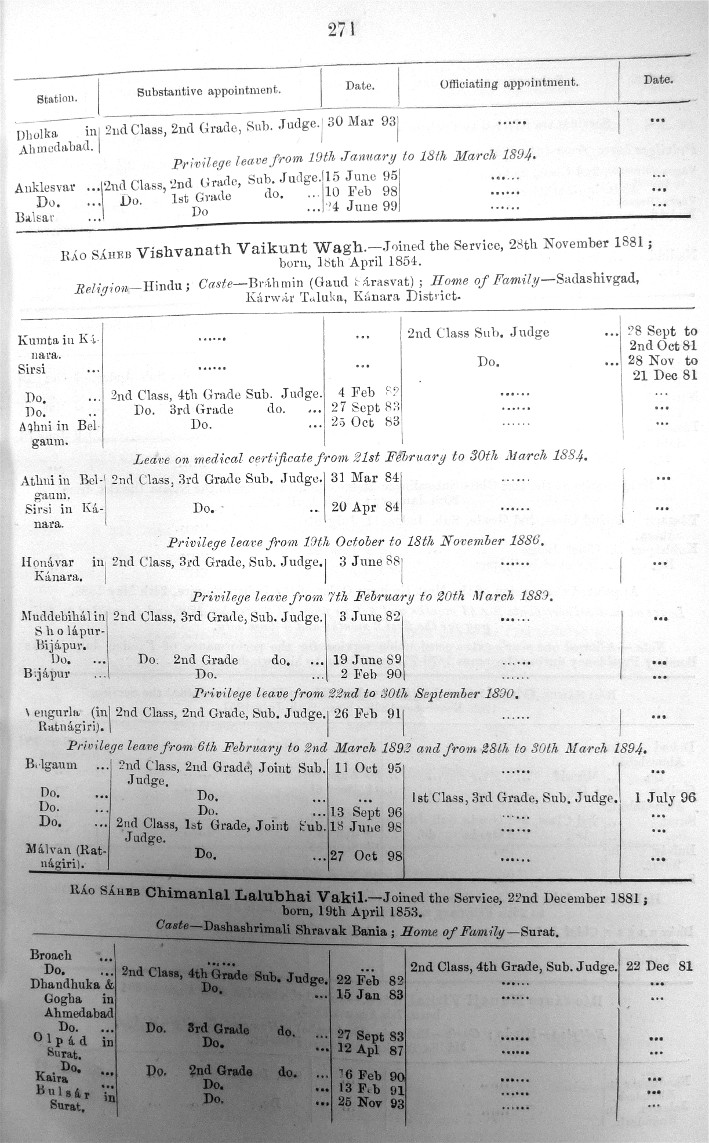 271
Station. Substantive appointment. Date. Officiating appointment. Date.
Dholka in 2nd Class, 2nd Grade, Sub. Judge. 30 Mar 93 ...... ...
Ahmedabad.
Privilege leave from 19th January to 18th March 1894.
Anklesvar ... 2nd Class, 2nd Grade, Sub. Judge. 15 June 95 ...... ...
Do. ... Do. 1st Grade do. ... 10 Feb 98 ...... ...
Balsar ... Do ... 24 June 99 ...... ...
RÁO SÁHEB Vishvanath Vaikunt Wagh.—Joined the Service, 28th November 1881;
born, 18th April 1854.
Religion—Hindu; Caste—Bráhmin (Gaud Sárasvat); Home of Family—Sadashivgad,
Kárwár Taluka, Kánara District.
Kumta in Ká- ...... ... 2nd Class Sub. Judge ... 28 Sept to
nara. 2nd Oct 81
Sirsi ... ...... ... Do. ... 28 Nov to
21 Dec 81
Do. ... 2nd Class, 4th Grade Sub. Judge. 4 Feb 82 ...... ...
Do. .. Do. 3rd Grade do. ... 27 Sept 83 ...... ...
Athni in Bel- Do. ... 25 Oct 83 ...... ...
gaum.
Leave on medical certificate from 21st February to 30th March 1884.
Athni in Bel- 2nd Class, 3rd Grade Sub. Judge. 31 Mar 84 ...... ...
gaum.
Sirsi in Ká- Do. .. 20 Apr 84 ...... ...
nara.
Privilege leave from 19th October to 18th November 1886.
Honávar in 2nd Class, 3rd Grade, Sub. Judge. 3 June 88 ...... ...
Kánara.
Privilege leave from 7th February to 20th March 1889.
Muddebihál in 2nd Class, 3rd Grade, Sub. Judge. 3 June 82 ...... ...
Sholápur-
Bijápur.
Do. ... Do. 2nd Grade do. ... 19 June 89 ...... ...
Bijápur ... Do. ... 2 Feb 90 ...... ...
Privilege leave from 22nd to 30th September 1890.
Vengurla (in 2nd Class, 2nd Grade, Sub. Judge. 26 Feb 91 ...... ...
Ratnágiri).
Privilege leave from 6th February to 2nd March 1892 and from 28th to 30th March 1894.
Belgaum ... 2nd Class, 2nd Grade, Joint Sub. 11 Oct 95 ...... ...
Judge.
Do. ... Do. ... ... 1st Class, 3rd Grade, Sub. Judge. 1 July 96
Do. ... Do. ... 13 Sept 96 ...... ...
Do. ... 2nd Class, 1st Grade, Joint Sub. 18 June 98 ...... ...
Judge.
Málvan (Rat- Do. ... 27 Oct 98 ...... ...
nágiri).
RÁO SÁHEB Chimanlal Lalubhai Vakil.—Joined the Service, 22nd December 1881;
born, 19th April 1853.
Caste—Dashashrimali Shravak Bania; Home of Family—Surat.
Broach ... ...... ... 2nd Class, 4th Grade, Sub. Judge. 22 Dec 81
Do. ... 2nd Class, 4th Grade Sub. Judge. 22 Feb 82 ...... ...
Dhandhuka & Do. ... 15 Jan 83 ...... ...
Gogha in
Ahmedabad
Do. ... Do. 3rd Grade do. ... 27 Sept 83 ...... ...
Olpád in Do. ... 12 Apl 87 ...... ...
Surat.
Do. ... Do. 2nd Grade do. ... 16 Feb 90 ...... ...
Kaira ... Do. ... 13 Feb 91 ...... ...
Bulsár in Do. ... 25 Nov 93 ...... ...
Surat.